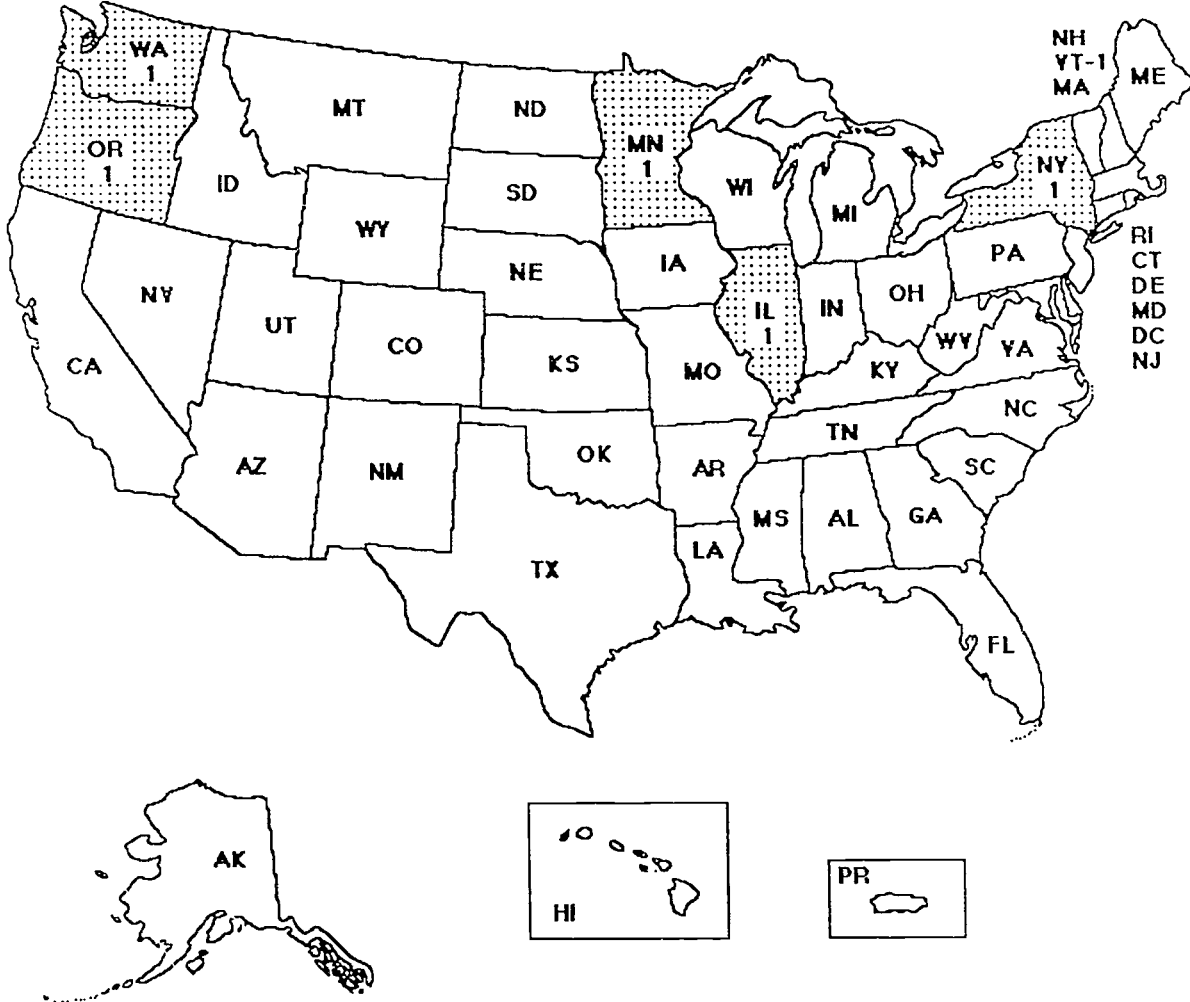 WA
1
OR
1
MT
ID
WY
ND
SD
NE
MN
1
WI
MI
IA
IL
1
IN
OH
PA
NY
1
NH
VT-1
MA
ME
RI
CT
DE
MD
DC
NJ
CA
NV
UT
CO
KS
MO
KY
WV
VA
NC
TN
SC
AZ
NM
OK
AR
MS
AL
GA
LA
TX
FL
AK
HI
PR